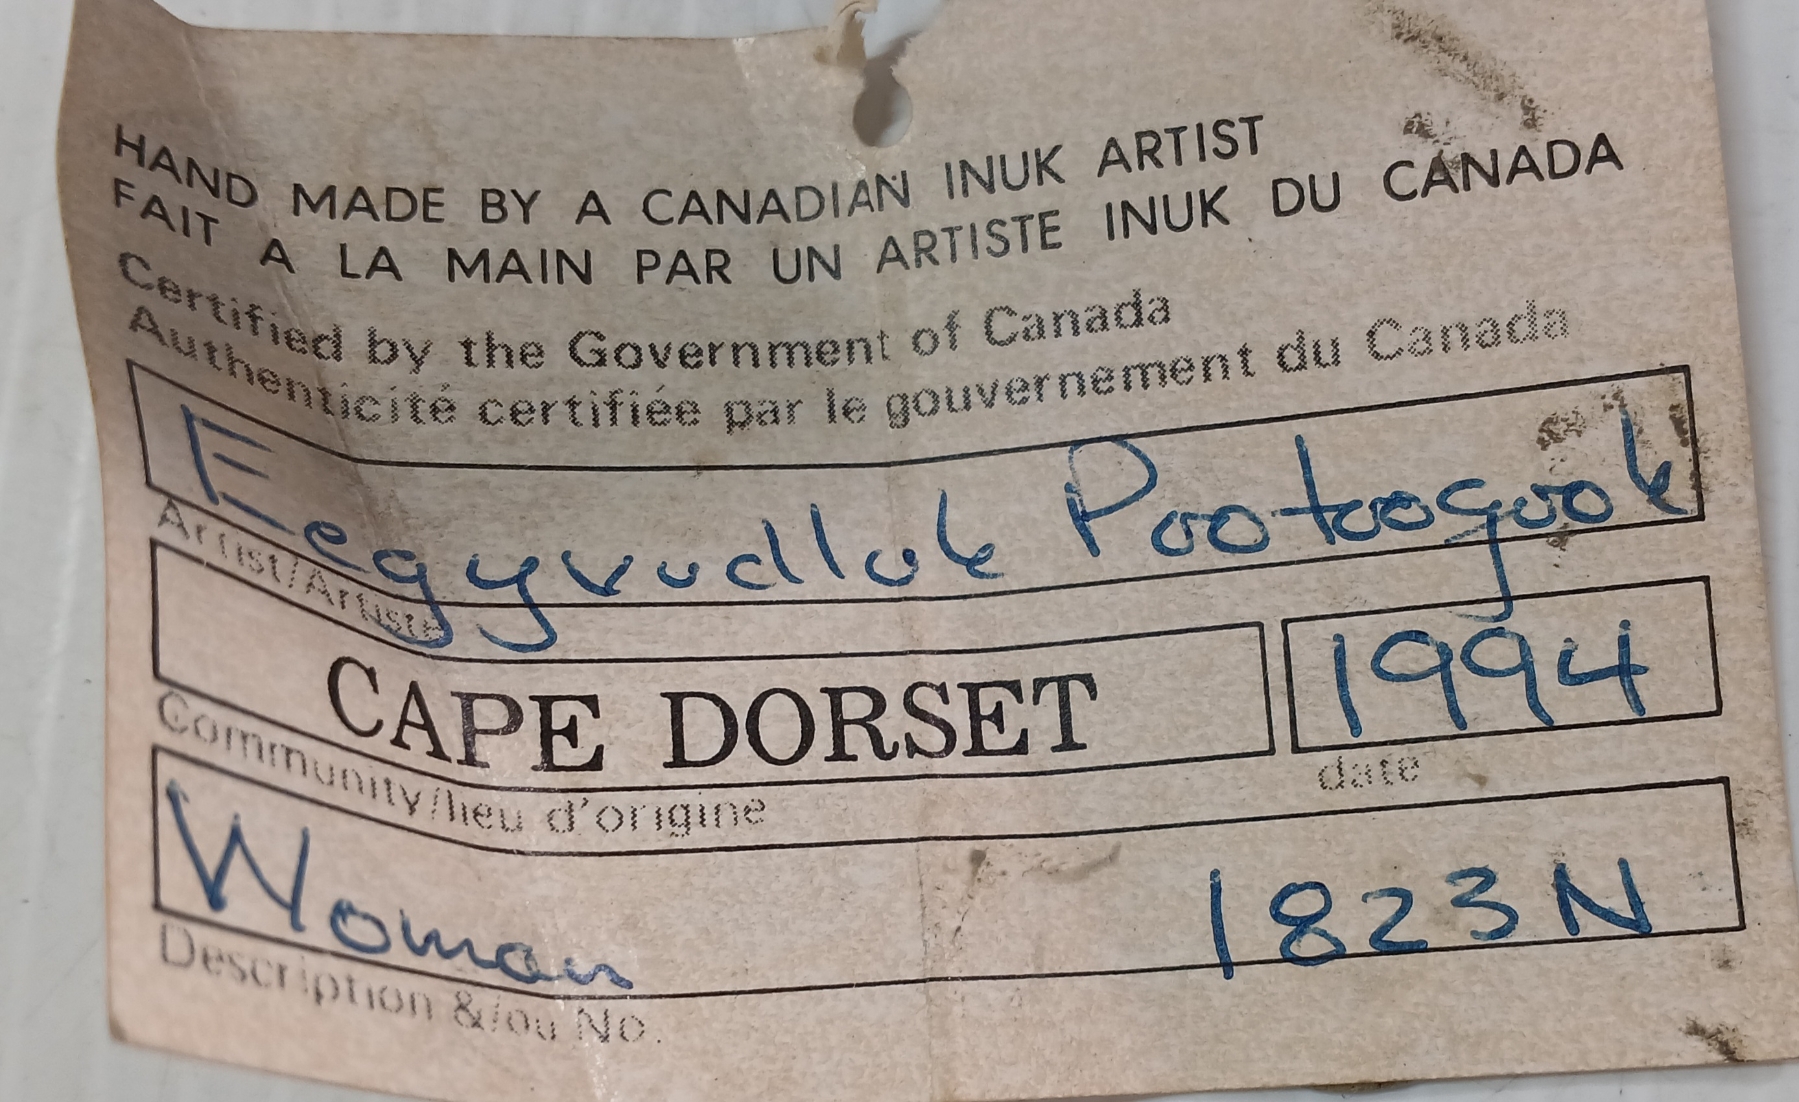 HAND MADE BY A CANADIAN INUK ARTIST
FAIT A LA MAIN PAR UN ARTISTE INUK DU CANADA
Certified by the Government of Canada
Authenticité certifiée par le gouvernement du Canada
Eegyvudluk Pootoogook
Artist/Artiste
CAPE DORSET 1994
Community/lieu d'origine date
Woman 1823N
Description &/ou No.